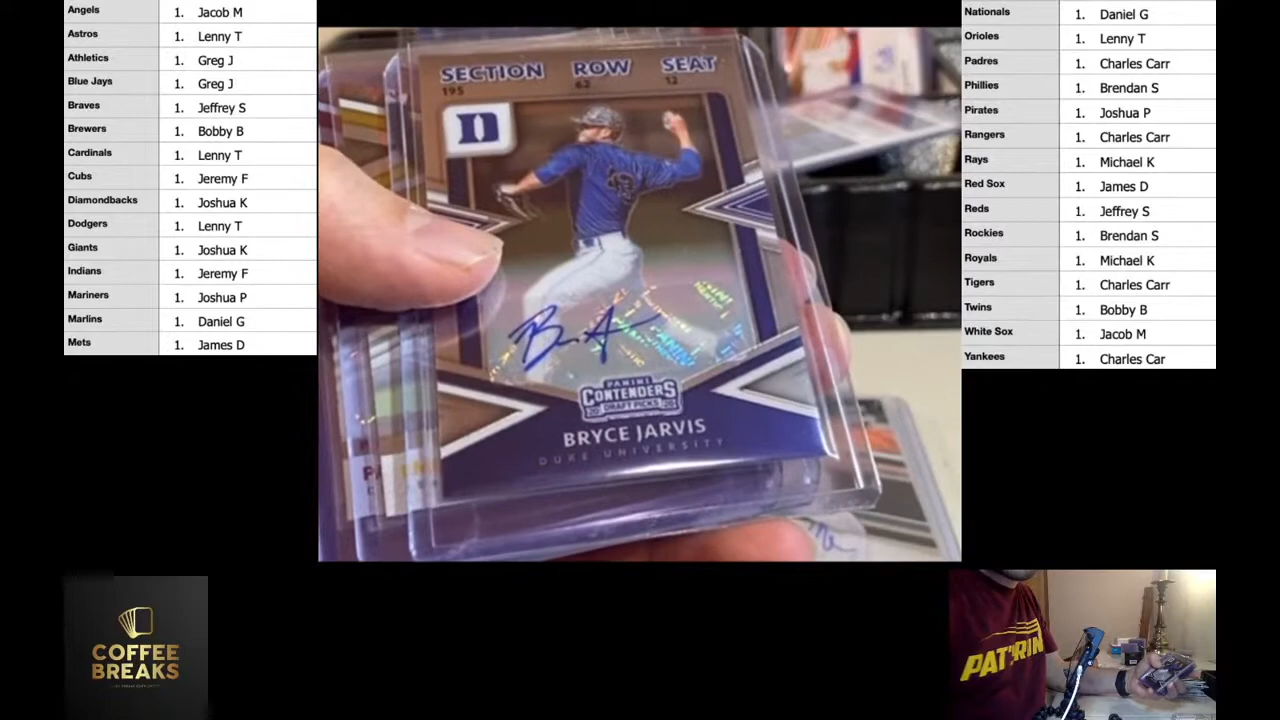 Angels 1. Jacob M
Astros 1. Lenny T
Athletics 1. Greg J
Blue Jays 1. Greg J
Braves 1. Jeffrey S
Brewers 1. Bobby B
Cardinals 1. Lenny T
Cubs 1. Jeremy F
Diamondbacks 1. Joshua K
Dodgers 1. Lenny T
Giants 1. Joshua K
Indians 1. Jeremy F
Mariners 1. Joshua P
Marlins 1. Daniel G
Mets 1. James D
SECTION ROW SEAT
195 62 12
D
PANINI
CONTENDERS
20 DRAFT PICKS 20
BRYCE JARVIS
DUKE UNIVERSITY
Nationals 1. Daniel G
Orioles 1. Lenny T
Padres 1. Charles Carr
Phillies 1. Brendan S
Pirates 1. Joshua P
Rangers 1. Charles Carr
Rays 1. Michael K
Red Sox 1. James D
Reds 1. Jeffrey S
Rockies 1. Brendan S
Royals 1. Michael K
Tigers 1. Charles Carr
Twins 1. Bobby B
White Sox 1. Jacob M
Yankees 1. Charles Car
COFFEE
BREAKS